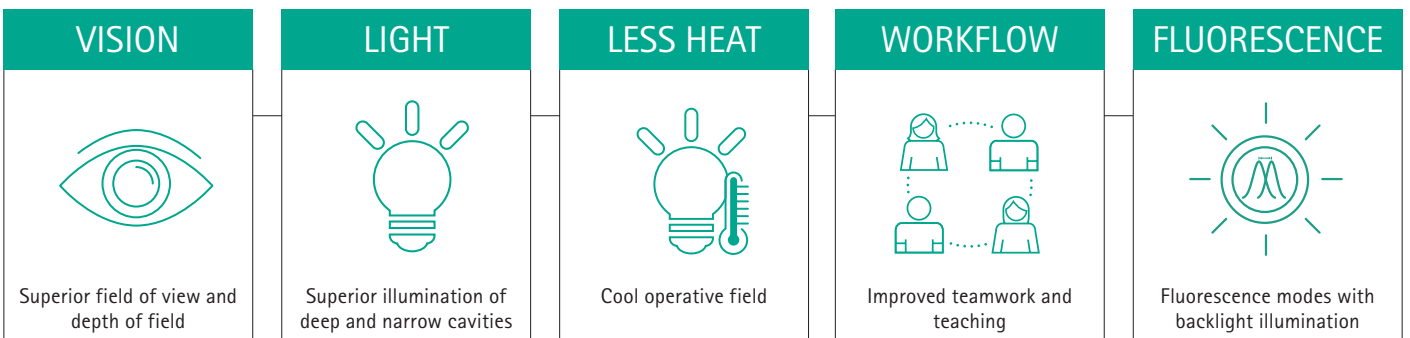 VISION
Superior field of view and
depth of field
LIGHT
Superior illumination of
deep and narrow cavities
LESS HEAT
Cool operative field
WORKFLOW
Improved teamwork and
teaching
FLUORESCENCE
Fluorescence modes with
backlight illumination